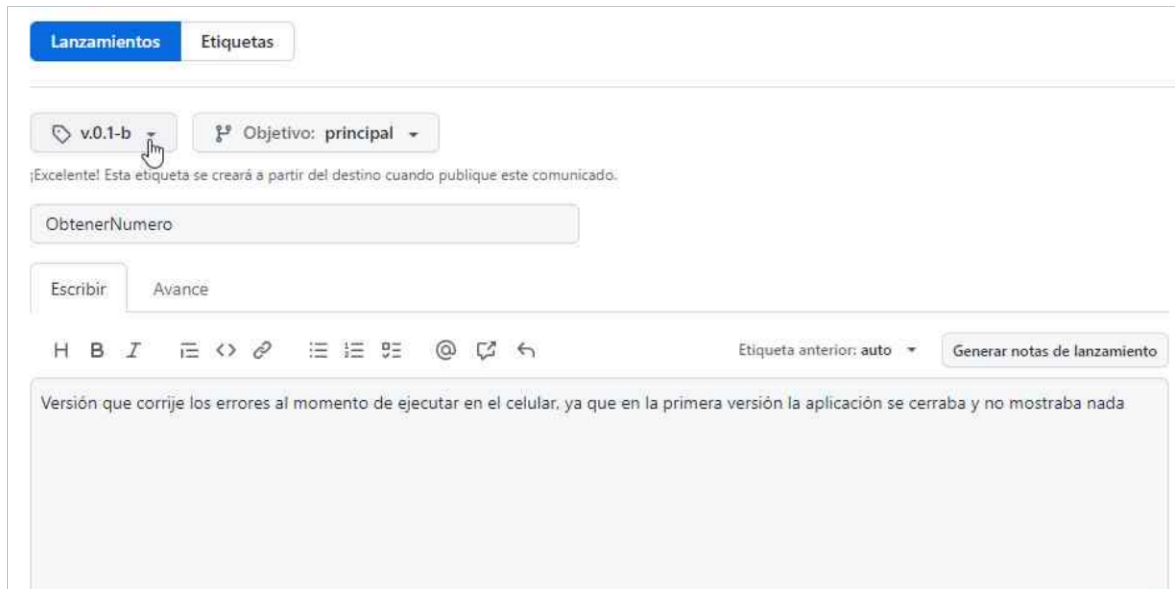 Lanzamientos Etiquetas
v.0.1-b Objetivo: principal
¡Excelente! Esta etiqueta se creará a partir del destino cuando publique este comunicado.
ObtenerNumero
Escribir Avance
H B I Etiqueta anterior: auto Generar notas de lanzamiento
Versión que corrije los errores al momento de ejecutar en el celular, ya que en la primera versión la aplicación se cerraba y no mostraba nada